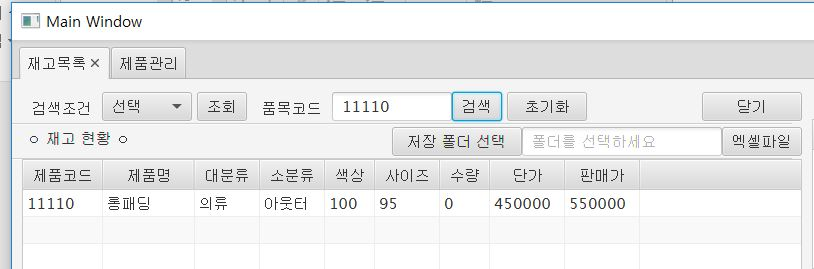 Main Window
재고목록 × 제품관리
검색조건 선택 조회 품목코드 11110 검색 초기화 닫기
ㅇ 재고 현황 ㅇ 저장 폴더 선택 폴더를 선택하세요 엑셀파일
제품코드 제품명 대분류 소분류 색상 사이즈 수량 단가 판매가
11110 롱패딩 의류 아웃터 100 95 0 450000 550000